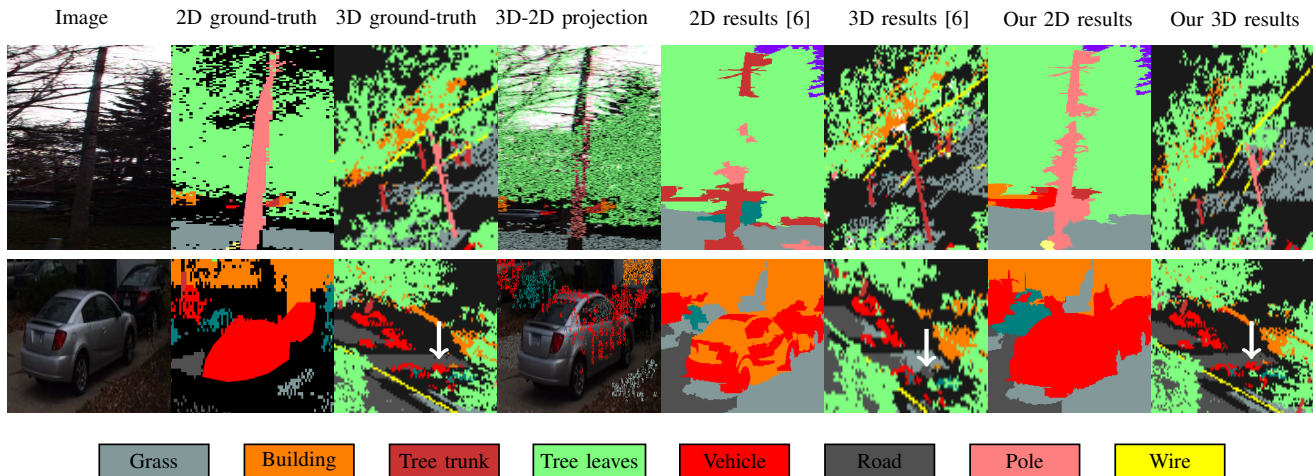 Image 2D ground-truth 3D ground-truth 3D-2D projection 2D results [6] 3D results [6] Our 2D results Our 3D results
Grass Building Tree trunk Tree leaves Vehicle Road Pole Wire